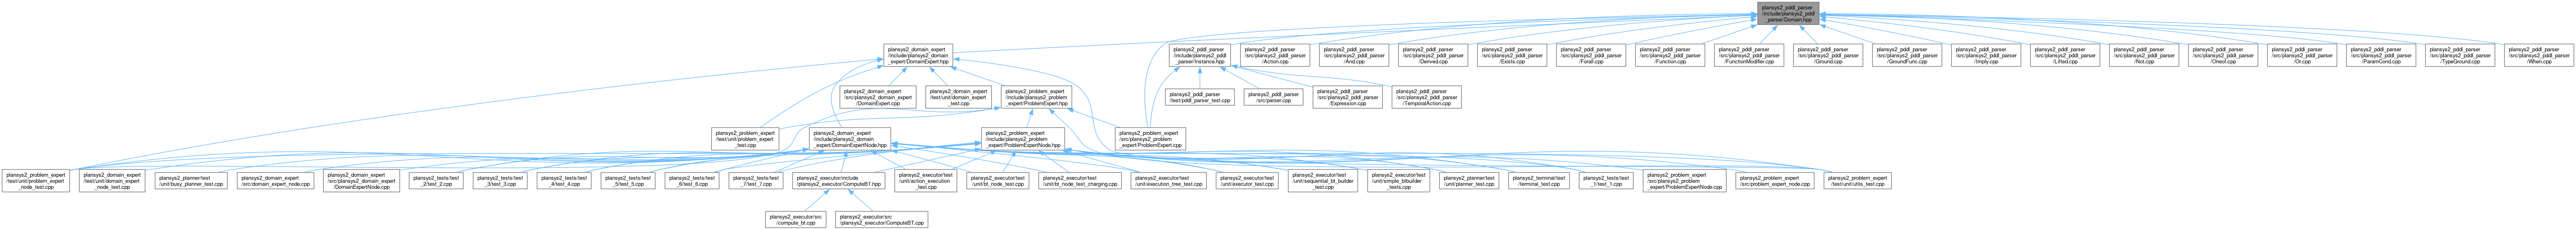 plansys2_pddl_parser
/include/plansys2_pddl
_parser/Domain.hpp
plansys2_domain_expert
/include/plansys2_domain
_expert/DomainExpert.hpp
plansys2_pddl_parser
/include/plansys2_pddl
_parser/Instance.hpp
plansys2_pddl_parser
/src/plansys2_pddl_parser
/Action.cpp
plansys2_pddl_parser
/src/plansys2_pddl_parser
/And.cpp
plansys2_pddl_parser
/src/plansys2_pddl_parser
/Derived.cpp
plansys2_pddl_parser
/src/plansys2_pddl_parser
/Exists.cpp
plansys2_pddl_parser
/src/plansys2_pddl_parser
/Forall.cpp
plansys2_pddl_parser
/src/plansys2_pddl_parser
/Function.cpp
plansys2_pddl_parser
/src/plansys2_pddl_parser
/FunctionModifier.cpp
plansys2_pddl_parser
/src/plansys2_pddl_parser
/Ground.cpp
plansys2_pddl_parser
/src/plansys2_pddl_parser
/GroundFunc.cpp
plansys2_pddl_parser
/src/plansys2_pddl_parser
/Imply.cpp
plansys2_pddl_parser
/src/plansys2_pddl_parser
/Lifted.cpp
plansys2_pddl_parser
/src/plansys2_pddl_parser
/Not.cpp
plansys2_pddl_parser
/src/plansys2_pddl_parser
/Oneof.cpp
plansys2_pddl_parser
/src/plansys2_pddl_parser
/Or.cpp
plansys2_pddl_parser
/src/plansys2_pddl_parser
/ParamCond.cpp
plansys2_pddl_parser
/src/plansys2_pddl_parser
/TypeGround.cpp
plansys2_pddl_parser
/src/plansys2_pddl_parser
/When.cpp
plansys2_domain_expert
/src/plansys2_domain_expert
/DomainExpert.cpp
plansys2_domain_expert
/test/unit/domain_expert
_test.cpp
plansys2_problem_expert
/include/plansys2_problem
_expert/ProblemExpert.hpp
plansys2_pddl_parser
/test/pddl_parser_test.cpp
plansys2_pddl_parser
/src/parser.cpp
plansys2_pddl_parser
/src/plansys2_pddl_parser
/Expression.cpp
plansys2_pddl_parser
/src/plansys2_pddl_parser
/TemporalAction.cpp
plansys2_problem_expert
/test/unit/problem_expert
_test.cpp
plansys2_domain_expert
/include/plansys2_domain
_expert/DomainExpertNode.hpp
plansys2_problem_expert
/include/plansys2_problem
_expert/ProblemExpertNode.hpp
plansys2_problem_expert
/src/plansys2_problem
_expert/ProblemExpert.cpp
plansys2_problem_expert
/test/unit/problem_expert
_node_test.cpp
plansys2_domain_expert
/test/unit/domain_expert
_node_test.cpp
plansys2_planner/test
/unit/busy_planner_test.cpp
plansys2_domain_expert
/src/domain_expert_node.cpp
plansys2_domain_expert
/src/plansys2_domain_expert
/DomainExpertNode.cpp
plansys2_tests/test
_2/test_2.cpp
plansys2_tests/test
_3/test_3.cpp
plansys2_tests/test
_4/test_4.cpp
plansys2_tests/test
_5/test_5.cpp
plansys2_tests/test
_6/test_6.cpp
plansys2_tests/test
_7/test_7.cpp
plansys2_executor/include
/plansys2_executor/ComputeBT.hpp
plansys2_executor/test
/unit/action_execution
_test.cpp
plansys2_executor/test
/unit/bt_node_test.cpp
plansys2_executor/test
/unit/bt_node_test_charging.cpp
plansys2_executor/test
/unit/execution_tree_test.cpp
plansys2_executor/test
/unit/executor_test.cpp
plansys2_executor/test
/unit/sequential_bt_builder
_test.cpp
plansys2_executor/test
/unit/simple_btbuilder
_tests.cpp
plansys2_planner/test
/unit/planner_test.cpp
plansys2_terminal/test
/terminal_test.cpp
plansys2_tests/test
_1/test_1.cpp
plansys2_problem_expert
/src/plansys2_problem
_expert/ProblemExpertNode.cpp
plansys2_problem_expert
/src/problem_expert_node.cpp
plansys2_problem_expert
/test/unit/utils_test.cpp
plansys2_executor/src
/compute_bt.cpp
plansys2_executor/src
/plansys2_executor/ComputeBT.cpp